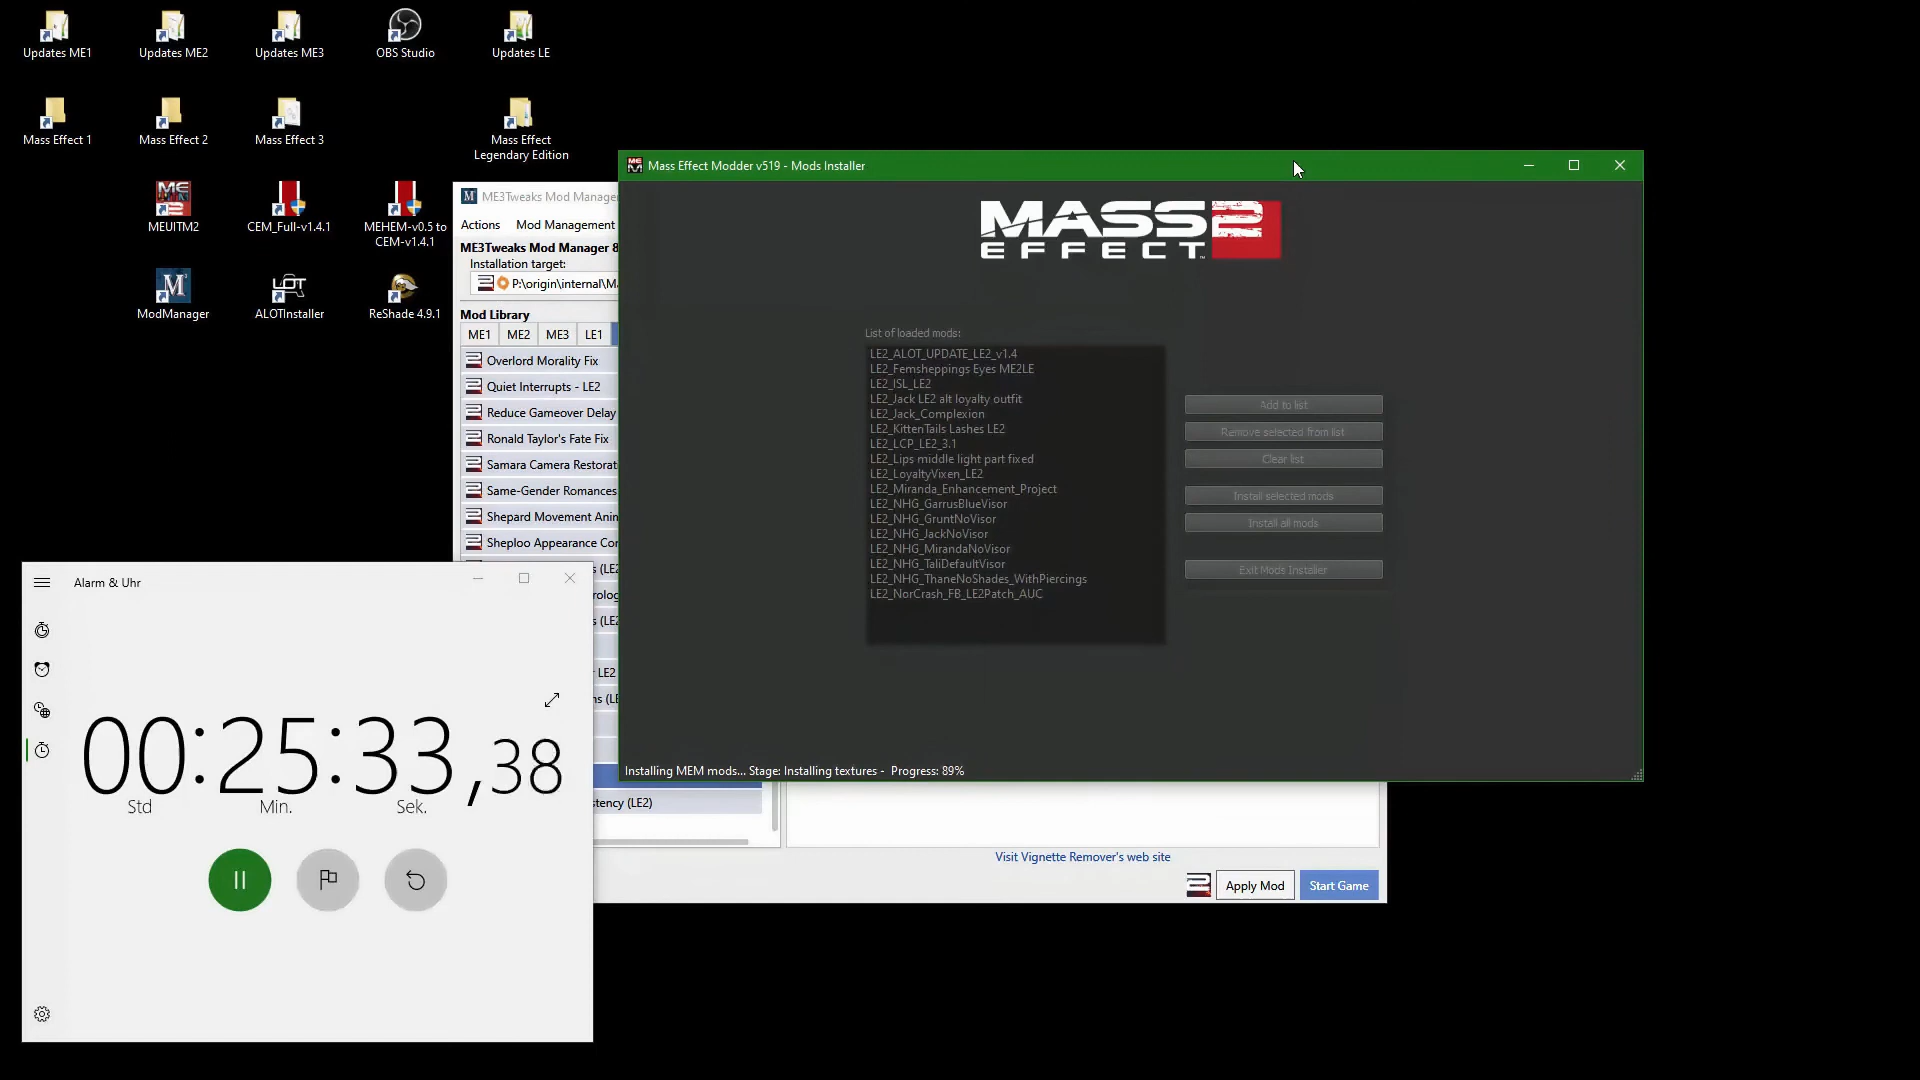 Updates ME1
Updates ME2
Updates ME3
OBS Studio
Updates LE
Mass Effect 1
Mass Effect 2
Mass Effect 3
Mass Effect
Legendary Edition
MEUITM2
CEM_Full-v1.4.1
MEHEM-v0.5 to
CEM-v1.4.1
ModManager
ALOTInstaller
ReShade 4.9.1
ME3Tweaks Mod Manager
Actions
Mod Management
ME3Tweaks Mod Manager 8
Installation target:
P:\origin\internal\Ma
Mod Library
ME1
ME2
ME3
LE1
Overlord Morality Fix
Quiet Interrupts - LE2
Reduce Gameover Delay
Ronald Taylor's Fate Fix
Samara Camera Restorat
Same-Gender Romances
Shepard Movement Anin
Sheploo Appearance Cor
s (LE2
rolog
s (LE2
r LE2
ns (LE
stency (LE2)
Visit Vignette Remover's web site
Apply Mod
Start Game
Mass Effect Modder v519 - Mods Installer
MASS 2
EFFECT
List of loaded mods:
LE2_ALOT_UPDATE_LE2_v1.4
LE2_Femsheppings Eyes ME2LE
LE2_ISL_LE2
LE2_Jack LE2 alt loyalty outfit
LE2_Jack_Complexion
LE2_KittenTails Lashes LE2
LE2_LCP_LE2_3.1
LE2_Lips middle light part fixed
LE2_LoyaltyVixen_LE2
LE2_Miranda_Enhancement_Project
LE2_NHG_GarrusBlueVisor
LE2_NHG_GruntNoVisor
LE2_NHG_JackNoVisor
LE2_NHG_MirandaNoVisor
LE2_NHG_TaliDefaultVisor
LE2_NHG_ThaneNoShades_WithPiercings
LE2_NorCrash_FB_LE2Patch_AUC
Add to list
Remove selected from list
Clear list
Install selected mods
Install all mods
Exit Mods Installer
Installing MEM mods... Stage: Installing textures - Progress: 89%
Alarm & Uhr
00:25:33,38
Std
Min.
Sek.